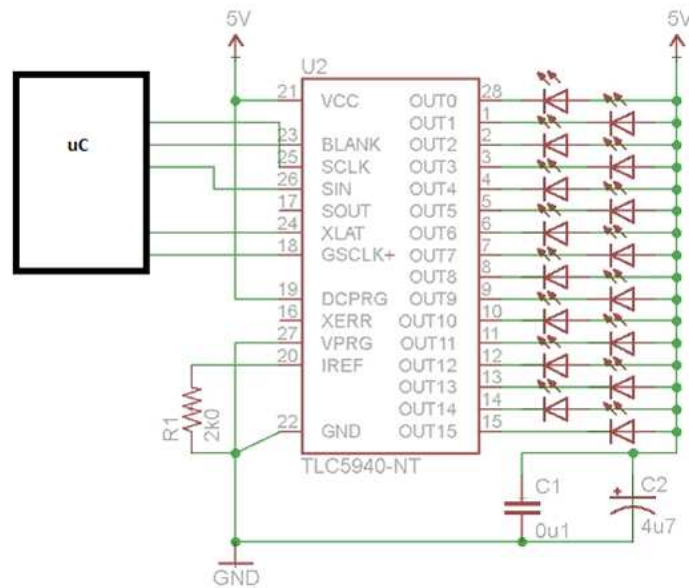 5V
5V
U2
uC
21 VCC OUT0 28
OUT1 1
23 BLANK OUT2 2
25 SCLK OUT3 3
26 SIN OUT4 4
17 SOUT OUT5 5
24 XLAT OUT6 6
18 GSCLK+ OUT7 7
OUT8 8
19 DCPRG OUT9 9
16 XERR OUT10 10
27 VPRG OUT11 11
20 IREF OUT12 12
OUT13 13
OUT14 14
22 GND OUT15 15
R1
2k0
TLC5940-NT
C1
0u1
+
C2
4u7
GND